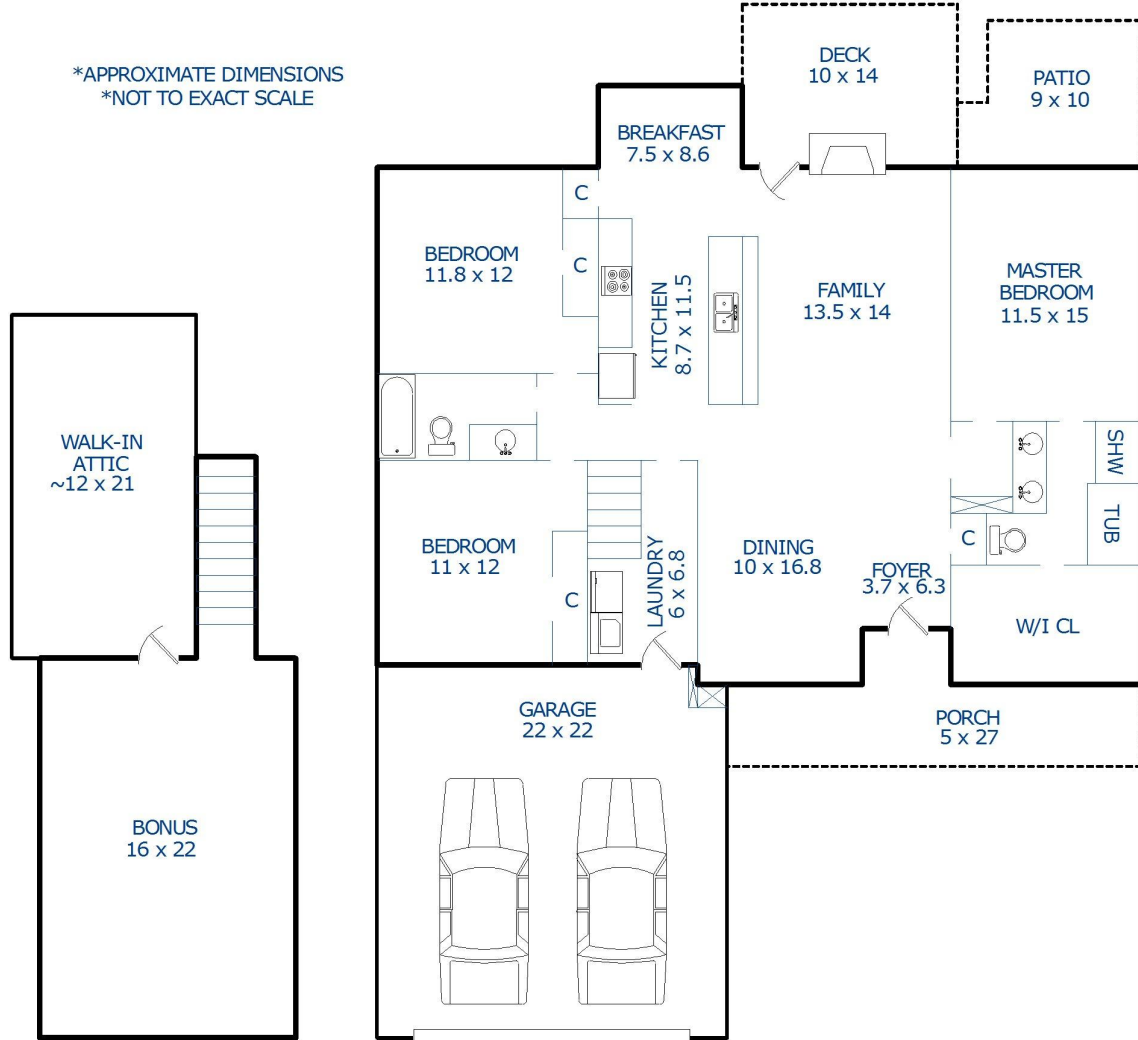 *APPROXIMATE DIMENSIONS
*NOT TO EXACT SCALE
DECK
10 x 14
PATIO
9 x 10
BREAKFAST
7.5 x 8.6
C
BEDROOM
11.8 x 12
C
KITCHEN
8.7 x 11.5
FAMILY
13.5 x 14
MASTER
BEDROOM
11.5 x 15
WALK-IN
ATTIC
~12 x 21
SHW
TUB
BEDROOM
11 x 12
C
LAUNDRY
6 x 6.8
DINING
10 x 16.8
FOYER
3.7 x 6.3
C
W/I CL
GARAGE
22 x 22
PORCH
5 x 27
BONUS
16 x 22